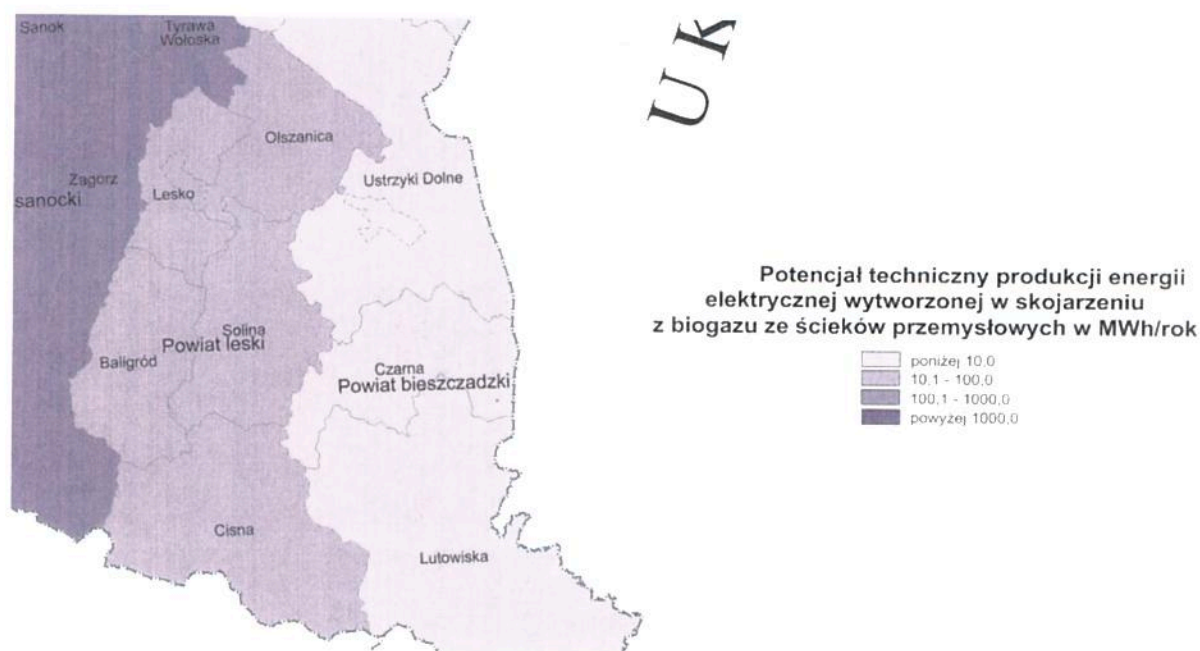 Sanok
Tyrawa
Wołoska
U K
Olszanica
Ustrzyki Dolne
Zagórz
sanocki
Lesko
Solina
Powiat leski
Baligród
Czarna
Powiat bieszczadzki
Cisna
Lutowiska
Potencjał techniczny produkcji energii
elektrycznej wytworzonej w skojarzeniu
z biogazu ze ścieków przemysłowych w MWh/rok
poniżej 10,0
10,1 - 100,0
100,1 - 1000,0
powyżej 1000,0